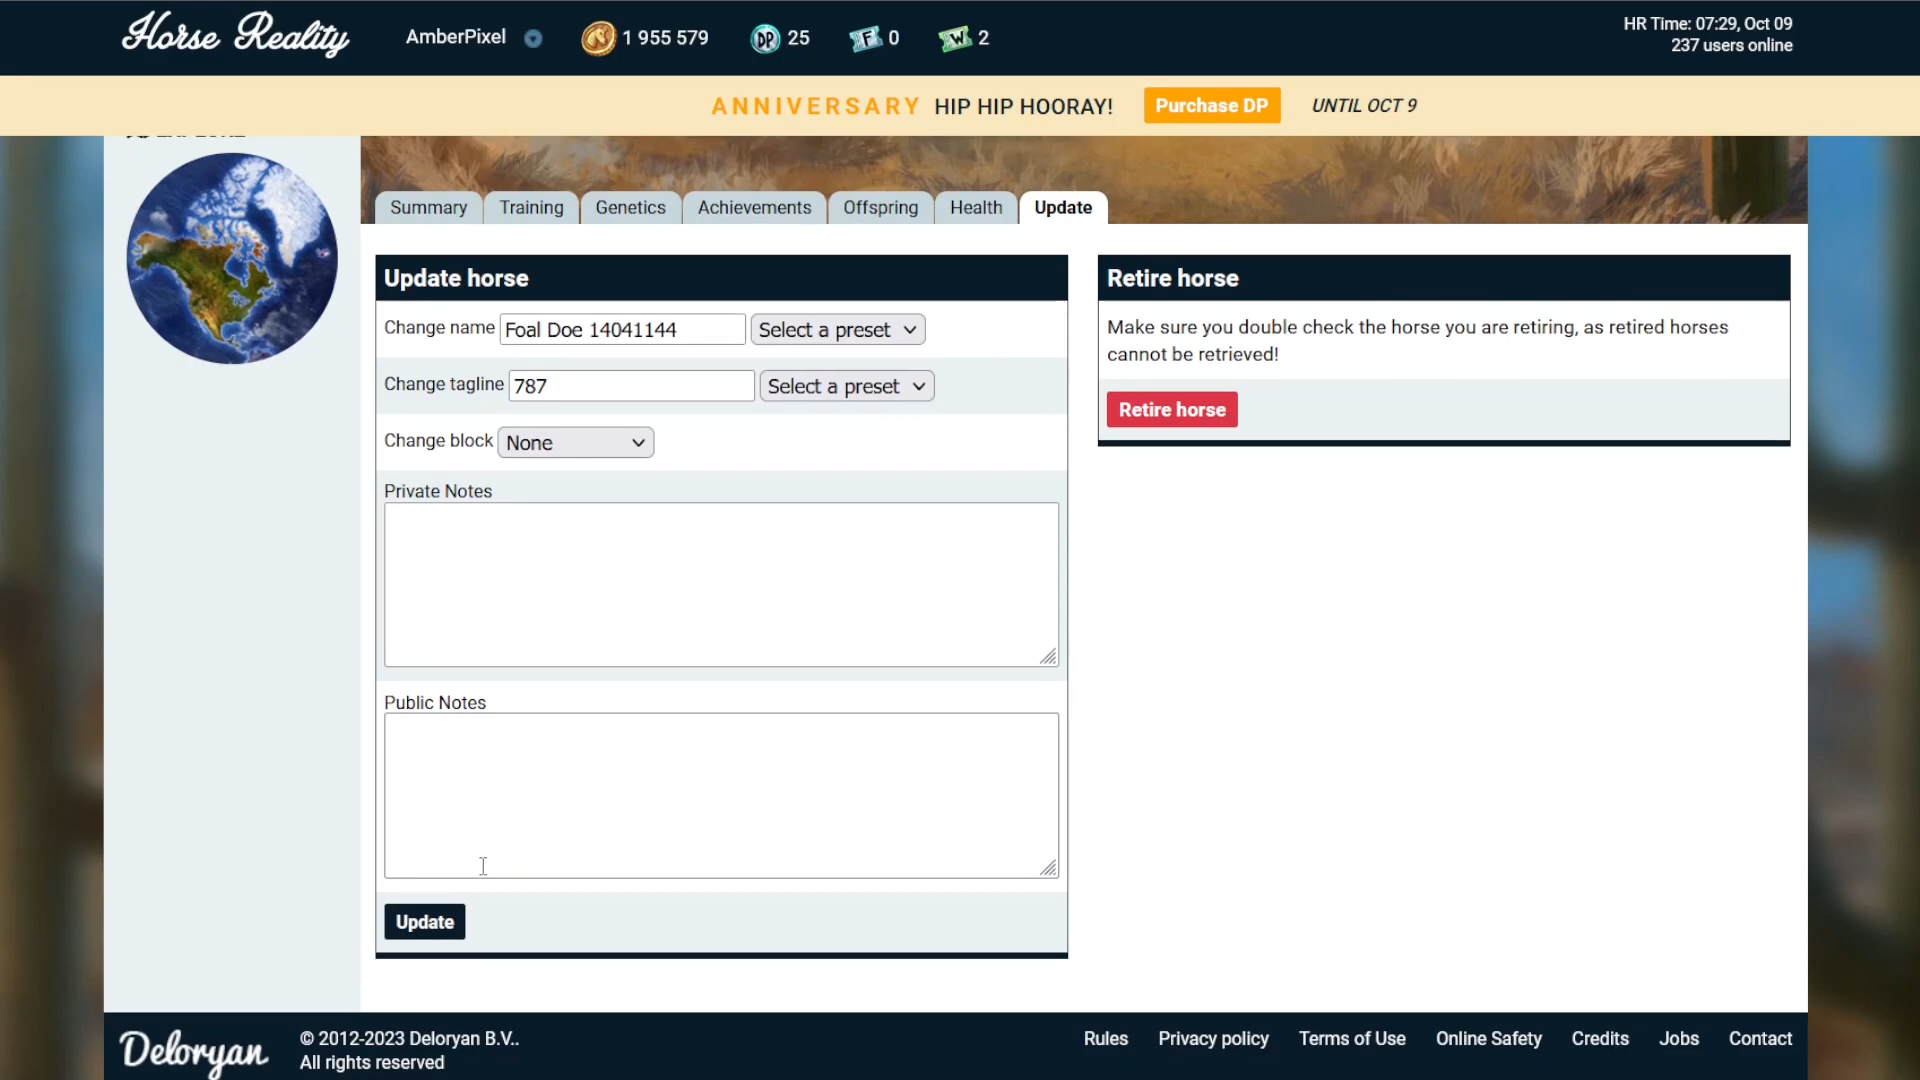 Horse Reality
AmberPixel
1 955 579
DP
25
F
0
W
2
HR Time: 07:29, Oct 09
237 users online
ANNIVERSARY HIP HIP HOORAY!
Purchase DP
UNTIL OCT 9
Summary
Training
Genetics
Achievements
Offspring
Health
Update
Update horse
Change name
Foal Doe 14041144
Select a preset
Change tagline
787
Select a preset
Change block
None
Private Notes
Public Notes
Update
Retire horse
Make sure you double check the horse you are retiring, as retired horses
cannot be retrieved!
Retire horse
Deloryan
© 2012-2023 Deloryan B.V..
All rights reserved
Rules
Privacy policy
Terms of Use
Online Safety
Credits
Jobs
Contact